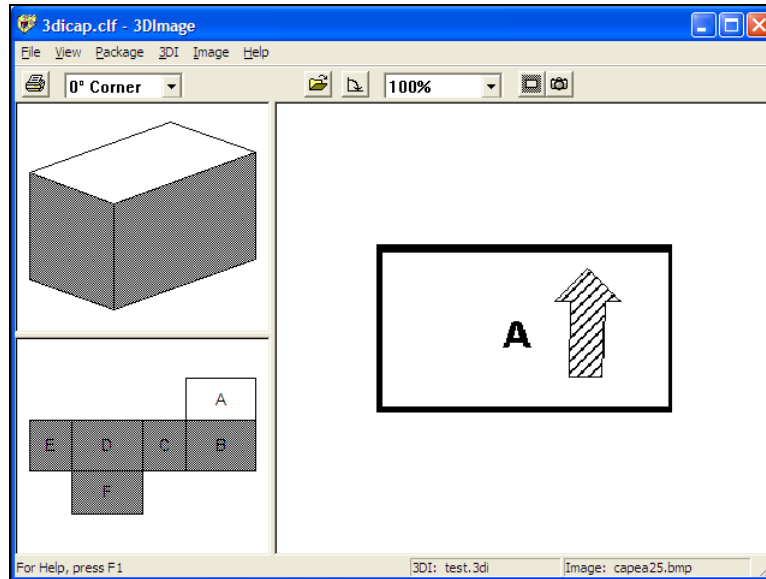 3dicap.clf - 3DImage
File View Package 3DI Image Help
0° Corner 100%
A
A
E D C B
F
For Help, press F1 3DI: test.3di Image: capea25.bmp